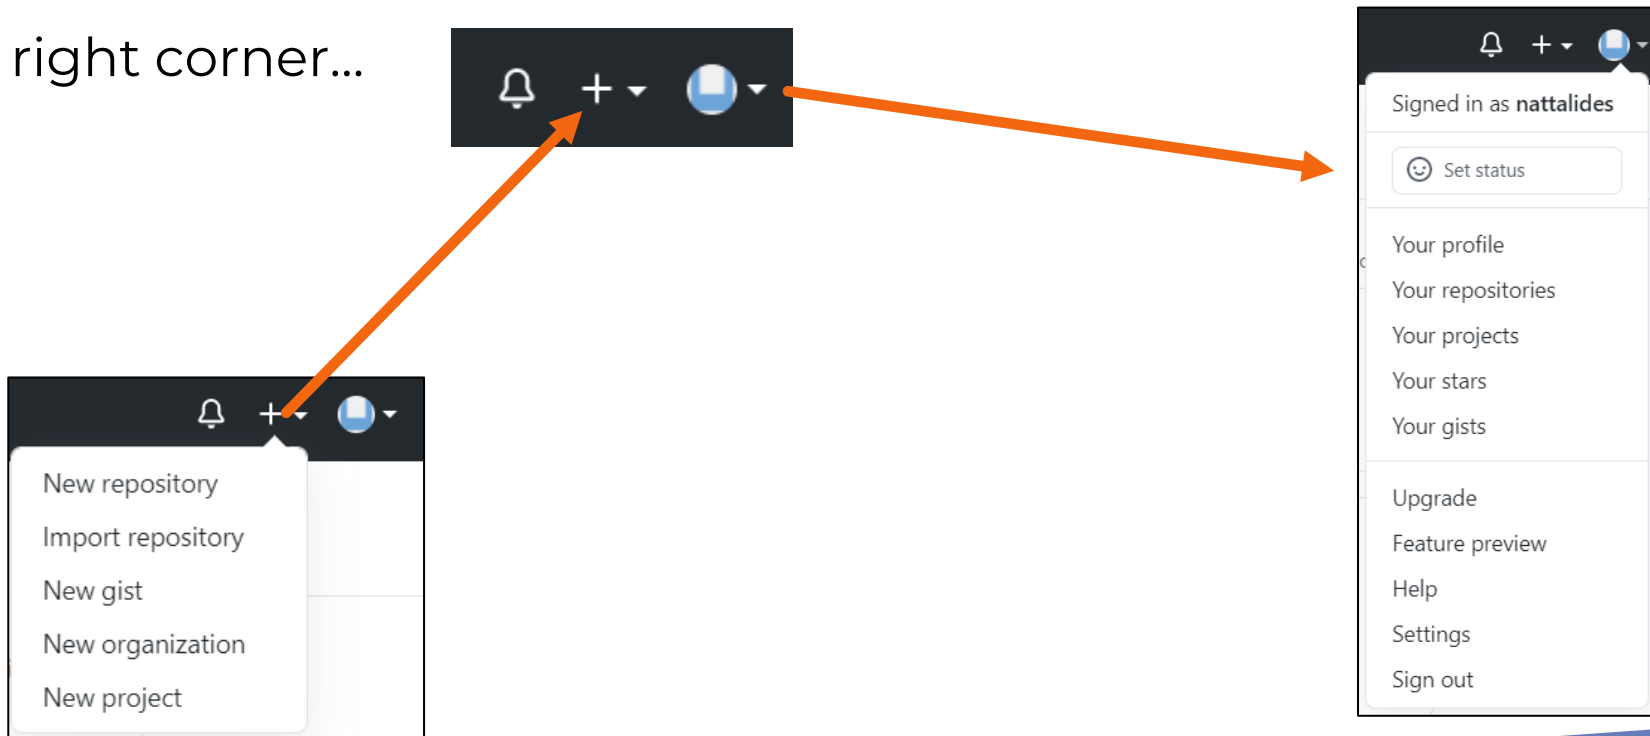 right corner...
New repository
Import repository
New gist
New organization
New project
Signed in as nattalides
Set status
Your profile
Your repositories
Your projects
Your stars
Your gists
Upgrade
Feature preview
Help
Settings
Sign out